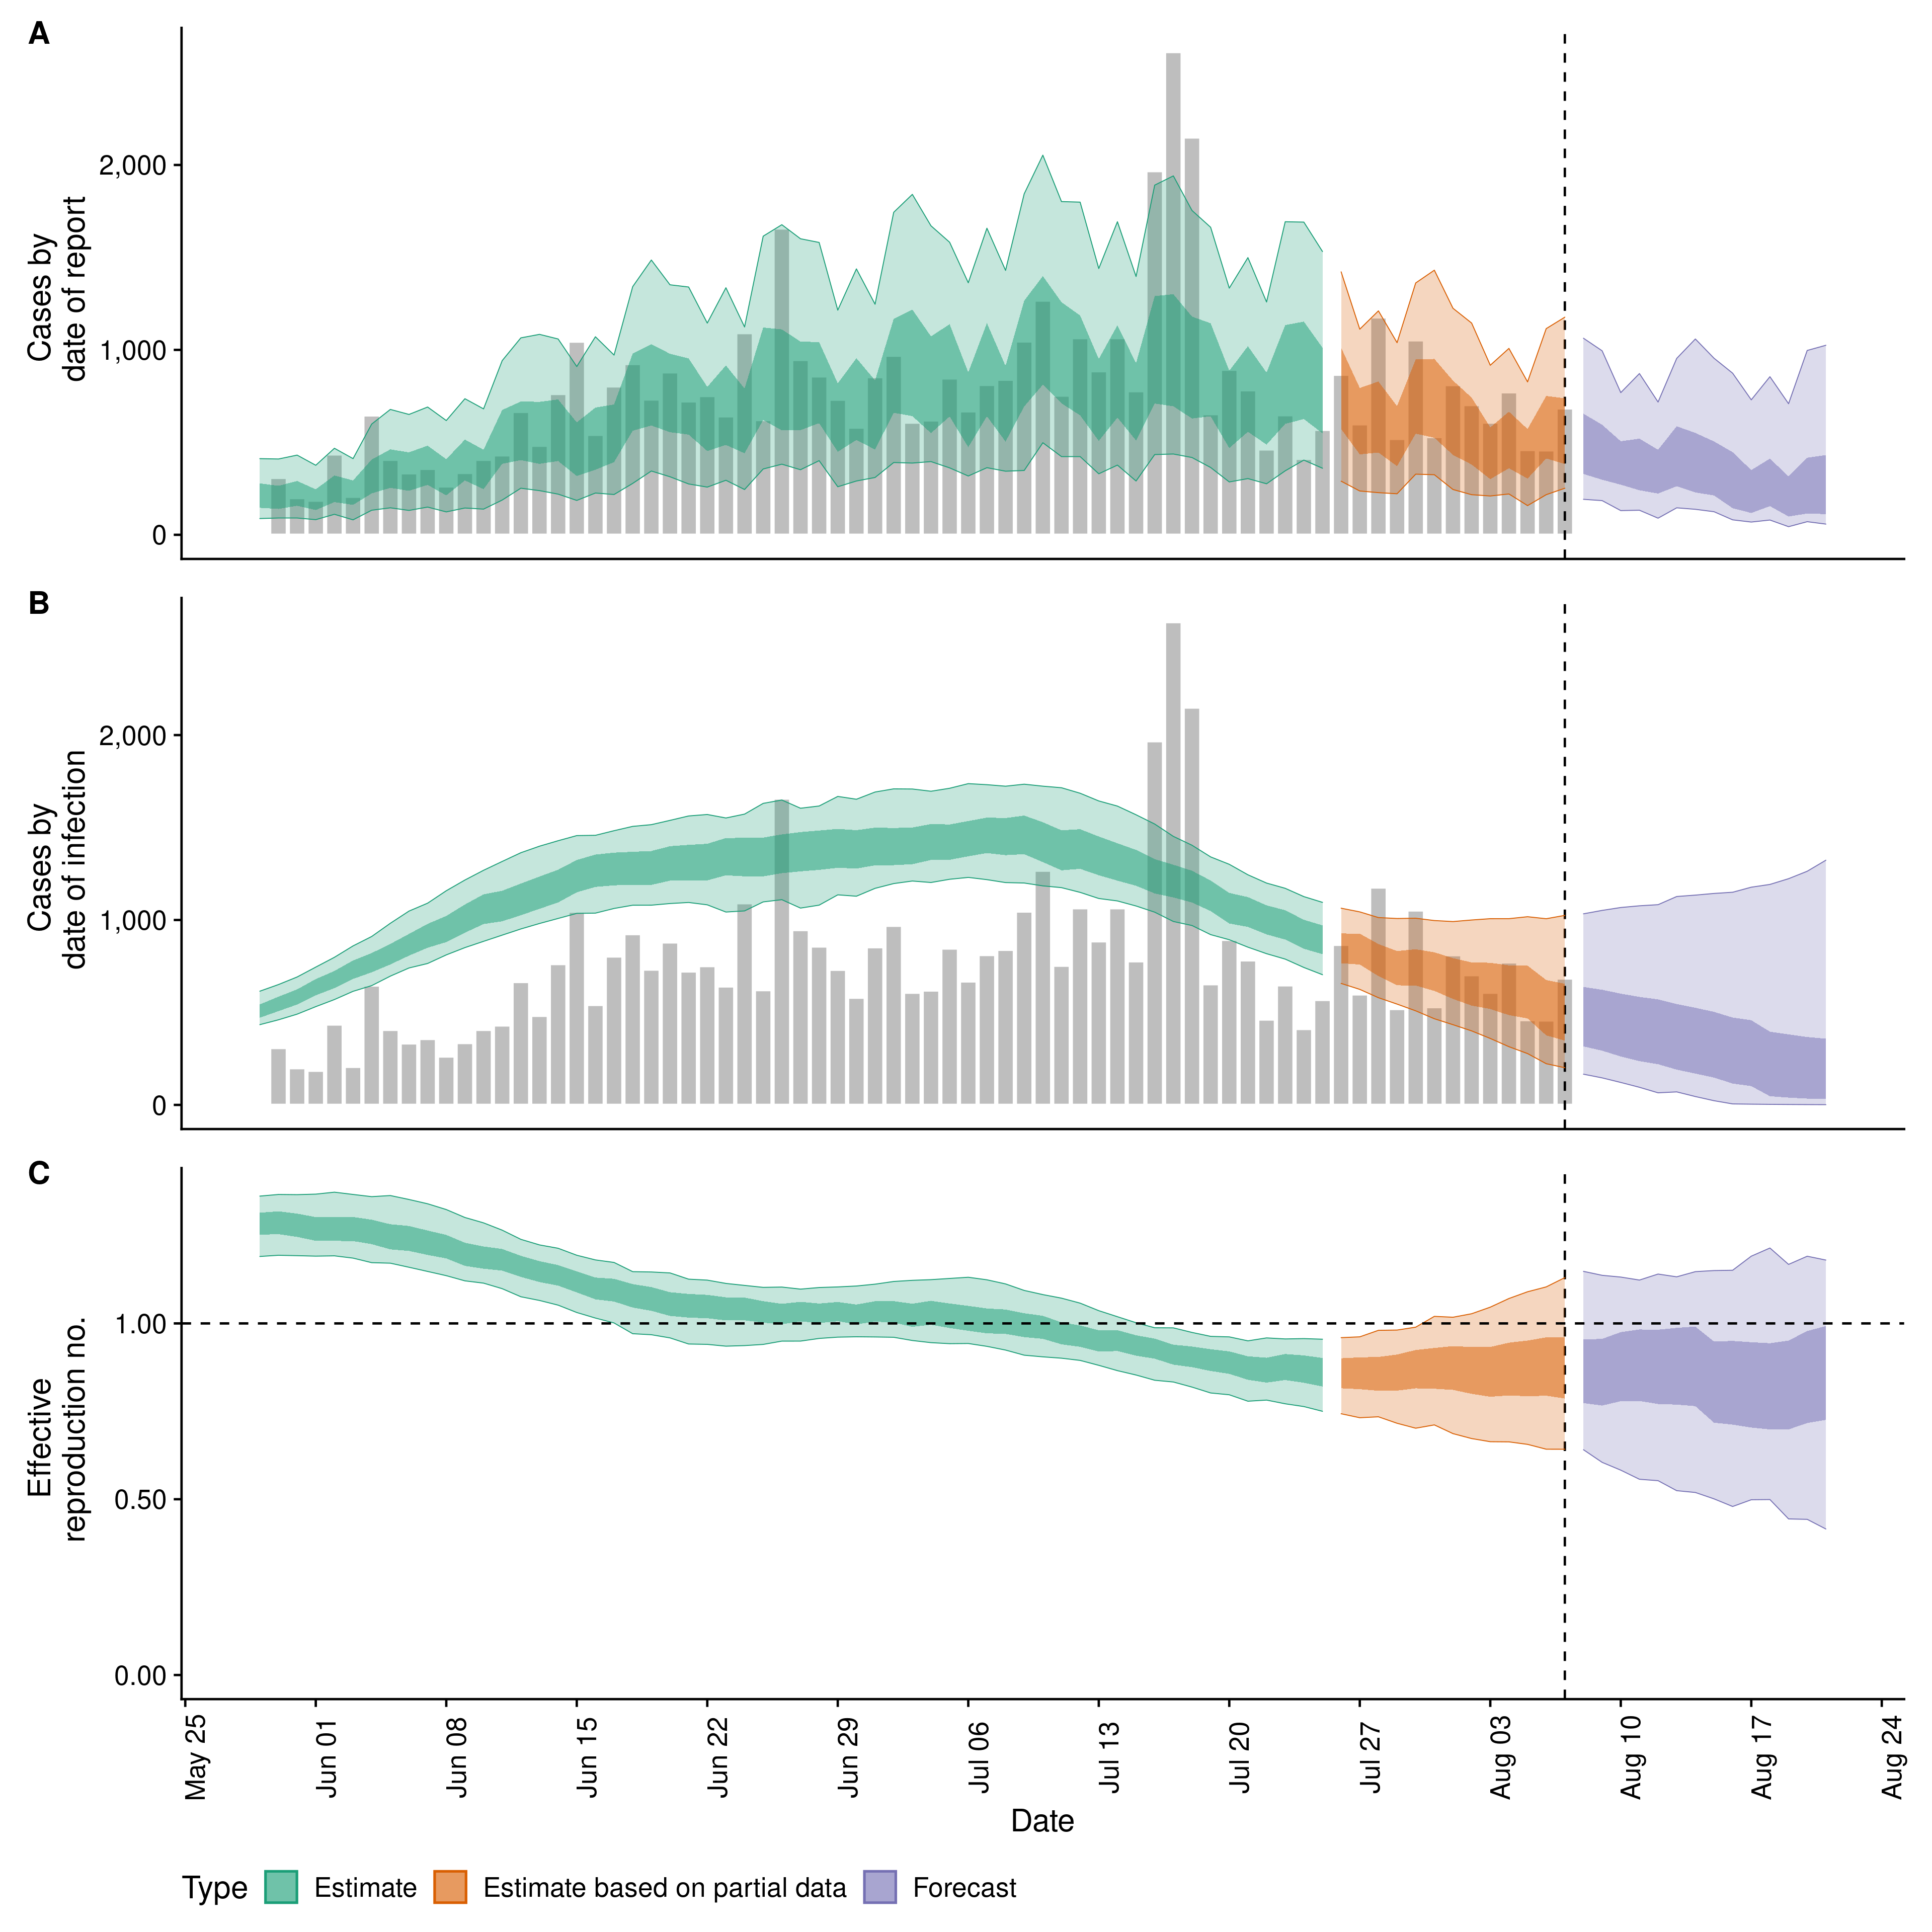 A
Cases by
date of report
2,000
1,000
0
B
Cases by
date of infection
2,000
1,000
0
C
Effective
reproduction no.
1.00
0.50
0.00
May 25
Jun 01
Jun 08
Jun 15
Jun 22
Jun 29
Jul 06
Jul 13
Jul 20
Jul 27
Aug 03
Aug 10
Aug 17
Aug 24
Date
Type Estimate Estimate based on partial data Forecast